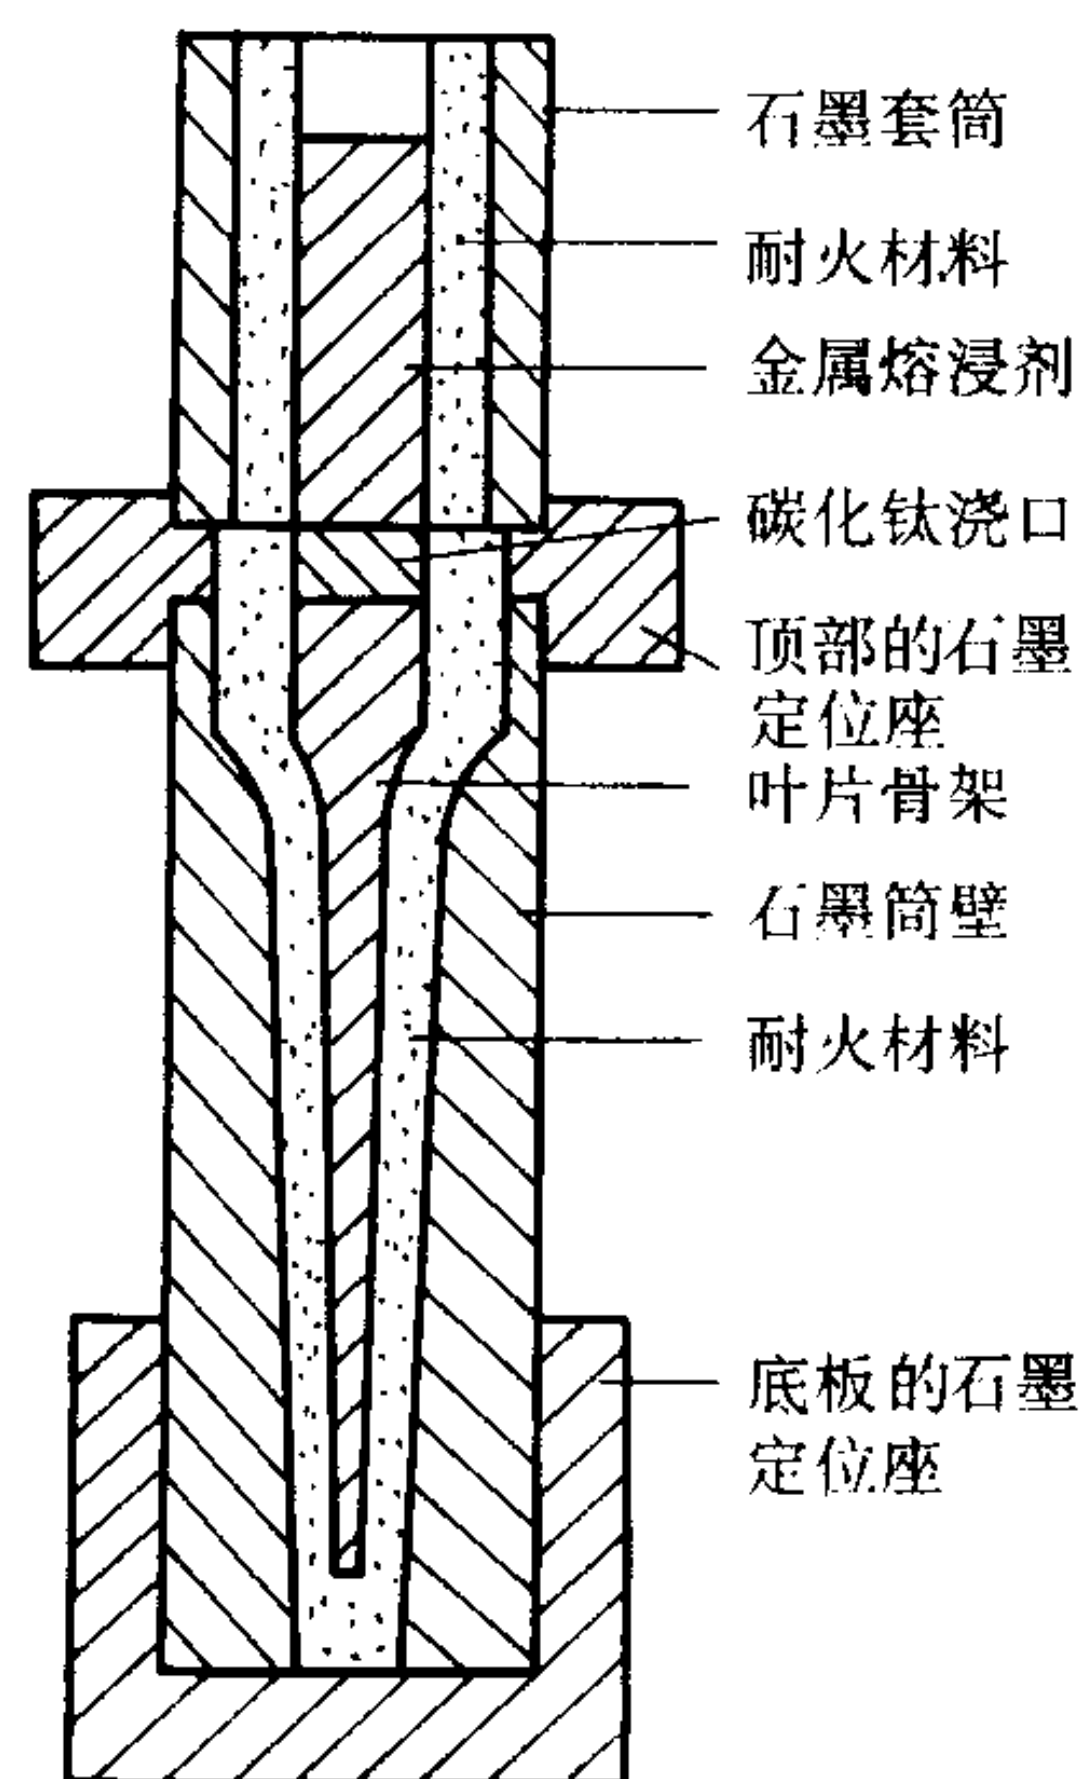 石墨套筒
耐火材料
金属熔浸剂
碳化钛浇口
顶部的石墨
定位座
叶片骨架
石墨筒壁
耐火材料
底板的石墨
定位座